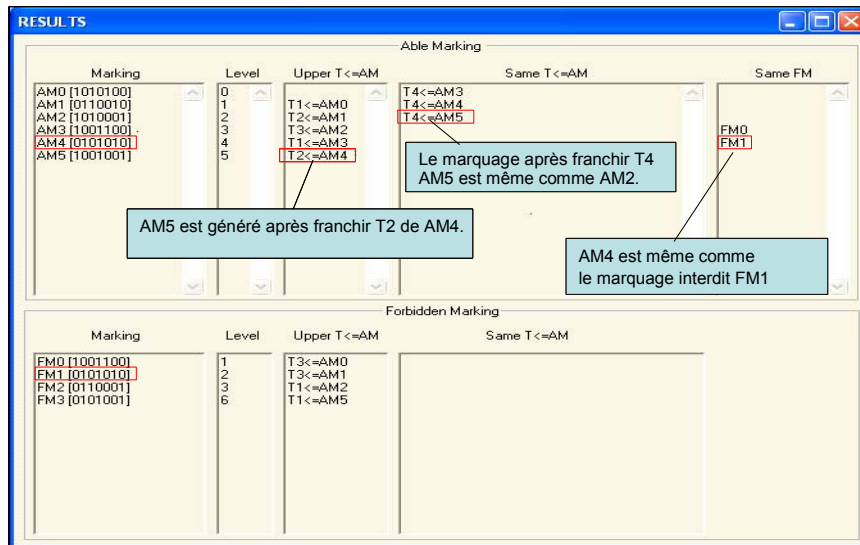 RESULTS
Able Marking
Marking Level Upper T<=AM Same T<=AM Same FM
AM0 [1010100] 0 T4<=AM3
AM1 [0110010] 1 T1<=AM0 T4<=AM4
AM2 [1010001] 2 T2<=AM1 T4<=AM5
AM3 [1001100] 3 T3<=AM2 FM0
AM4 [0101010] 4 T1<=AM3 FM1
AM5 [1001001] 5 T2<=AM4
Le marquage après franchir T4
AM5 est même comme AM2.
AM5 est généré après franchir T2 de AM4.
AM4 est même comme
le marquage interdit FM1
Forbidden Marking
Marking Level Upper T<=AM Same T<=AM
FM0 [1001100] 1 T3<=AM0
FM1 [0101010] 2 T3<=AM1
FM2 [0110001] 3 T1<=AM2
FM3 [0101001] 6 T1<=AM5